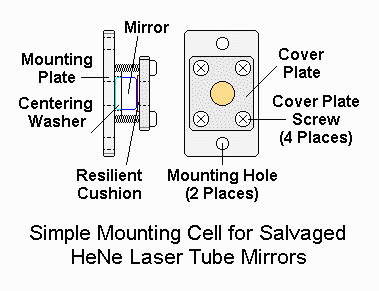 Mirror
Mounting
Plate
Cover
Plate
Centering
Washer
Cover Plate
Screw
(4 Places)
Resilient
Cushion
Mounting Hole
(2 Places)
Simple Mounting Cell for Salvaged
HeNe Laser Tube Mirrors